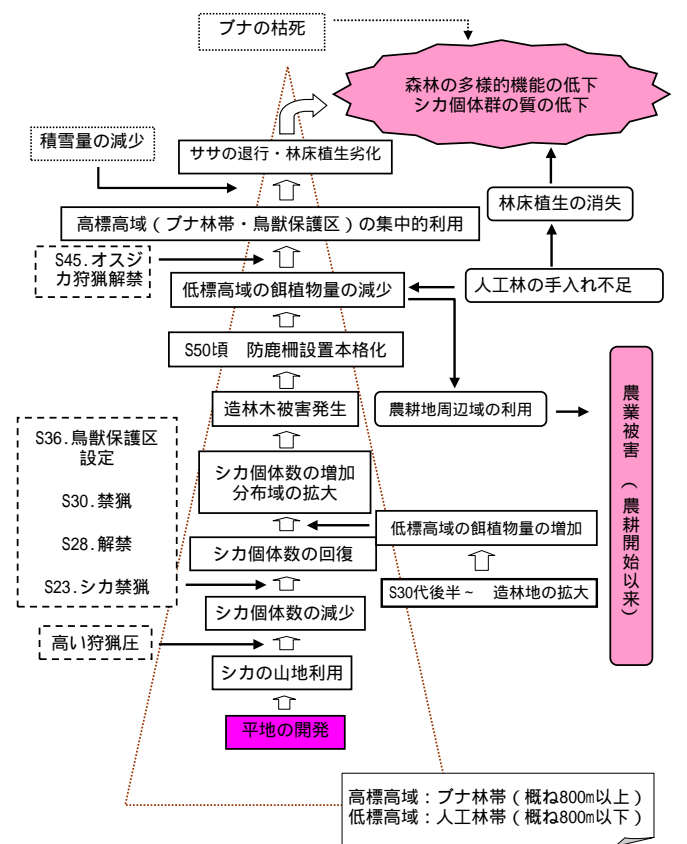 ブナの枯死
森林の多様的機能の低下
シカ個体群の質の低下
積雪量の減少
ササの退行・林床植生劣化
林床植生の消失
高標高域(ブナ林帯・鳥獣保護区)の集中的利用
S45.オスジ
カ狩猟解禁
低標高域の餌植物量の減少
人工林の手入れ不足
S50頃 防鹿柵設置本格化
造林木被害発生
農耕地周辺域の利用
農業被害(農耕開始以来)
S36.鳥獣保護区
設定
S30.禁猟
S28.解禁
S23.シカ禁猟
シカ個体数の増加
分布域の拡大
低標高域の餌植物量の増加
シカ個体数の回復
S30代後半~ 造林地の拡大
シカ個体数の減少
高い狩猟圧
シカの山地利用
平地の開発
高標高域:ブナ林帯(概ね800m以上)
低標高域:人工林帯(概ね800m以下)